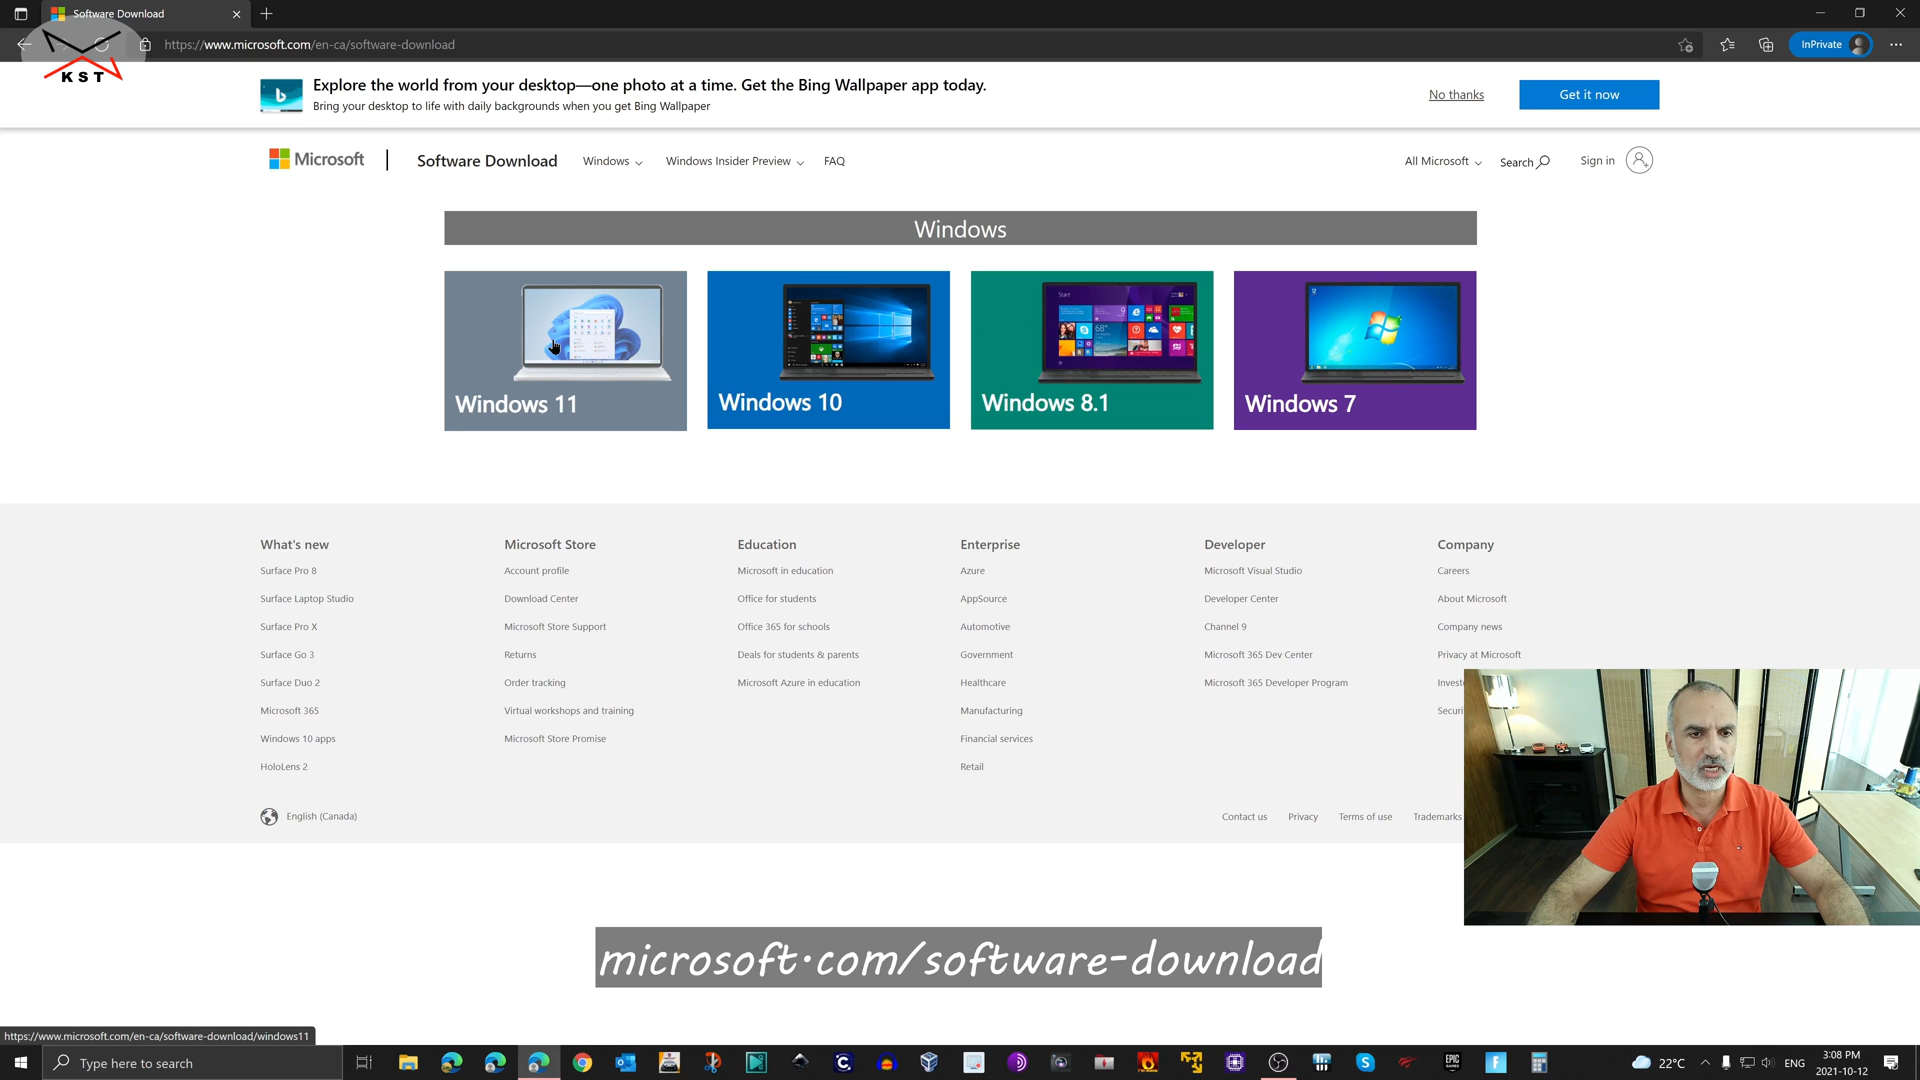 Software Download
https://www.microsoft.com/en-ca/software-download
InPrivate
KST
Explore the world from your desktop—one photo at a time. Get the Bing Wallpaper app today.
Bring your desktop to life with daily backgrounds when you get Bing Wallpaper
No thanks
Get it now
Microsoft
Software Download
Windows
Windows Insider Preview
FAQ
All Microsoft
Search
Sign in
Windows
Windows 11
Windows 10
Windows 8.1
Windows 7
What's new
Surface Pro 8
Surface Laptop Studio
Surface Pro X
Surface Go 3
Surface Duo 2
Microsoft 365
Windows 10 apps
HoloLens 2
Microsoft Store
Account profile
Download Center
Microsoft Store Support
Returns
Order tracking
Virtual workshops and training
Microsoft Store Promise
Education
Microsoft in education
Office for students
Office 365 for schools
Deals for students & parents
Microsoft Azure in education
Enterprise
Azure
AppSource
Automotive
Government
Healthcare
Manufacturing
Financial services
Retail
Developer
Microsoft Visual Studio
Developer Center
Channel 9
Microsoft 365 Dev Center
Microsoft 365 Developer Program
Company
Careers
About Microsoft
Company news
Privacy at Microsoft
Invest
Securi
English (Canada)
Contact us
Privacy
Terms of use
Trademarks
microsoft.com/software-download
https://www.microsoft.com/en-ca/software-download/windows11
Type here to search
22°C
ENG
3:08 PM
2021-10-12